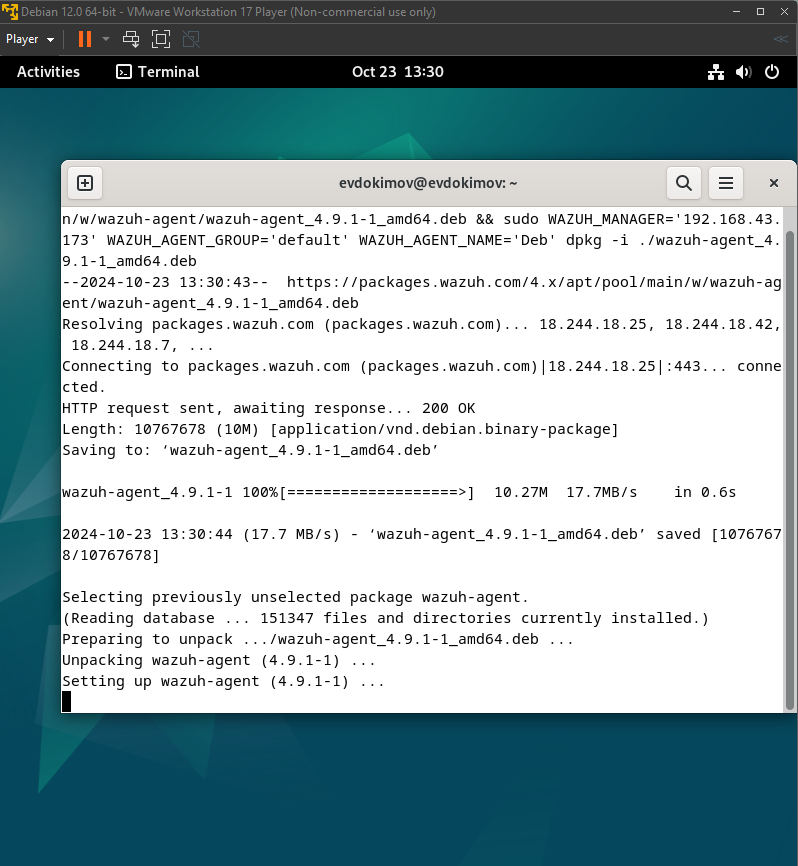 Debian 12.0 64-bit - VMware Workstation 17 Player (Non-commercial use only)
Player
Activities
Terminal
Oct 23 13:30
evdokimov@evdokimov: ~
n/w/wazuh-agent/wazuh-agent_4.9.1-1_amd64.deb && sudo WAZUH_MANAGER='192.168.43.
173' WAZUH_AGENT_GROUP='default' WAZUH_AGENT_NAME='Deb' dpkg -i ./wazuh-agent_4.
9.1-1_amd64.deb
--2024-10-23 13:30:43--  https://packages.wazuh.com/4.x/apt/pool/main/w/wazuh-ag
ent/wazuh-agent_4.9.1-1_amd64.deb
Resolving packages.wazuh.com (packages.wazuh.com)... 18.244.18.25, 18.244.18.42,
 18.244.18.7, ...
Connecting to packages.wazuh.com (packages.wazuh.com)|18.244.18.25|:443... conne
cted.
HTTP request sent, awaiting response... 200 OK
Length: 10767678 (10M) [application/vnd.debian.binary-package]
Saving to: ‘wazuh-agent_4.9.1-1_amd64.deb’
wazuh-agent_4.9.1-1 100%[===================>]  10.27M  17.7MB/s    in 0.6s
2024-10-23 13:30:44 (17.7 MB/s) - ‘wazuh-agent_4.9.1-1_amd64.deb’ saved [1076767
8/10767678]
Selecting previously unselected package wazuh-agent.
(Reading database ... 151347 files and directories currently installed.)
Preparing to unpack .../wazuh-agent_4.9.1-1_amd64.deb ...
Unpacking wazuh-agent (4.9.1-1) ...
Setting up wazuh-agent (4.9.1-1) ...